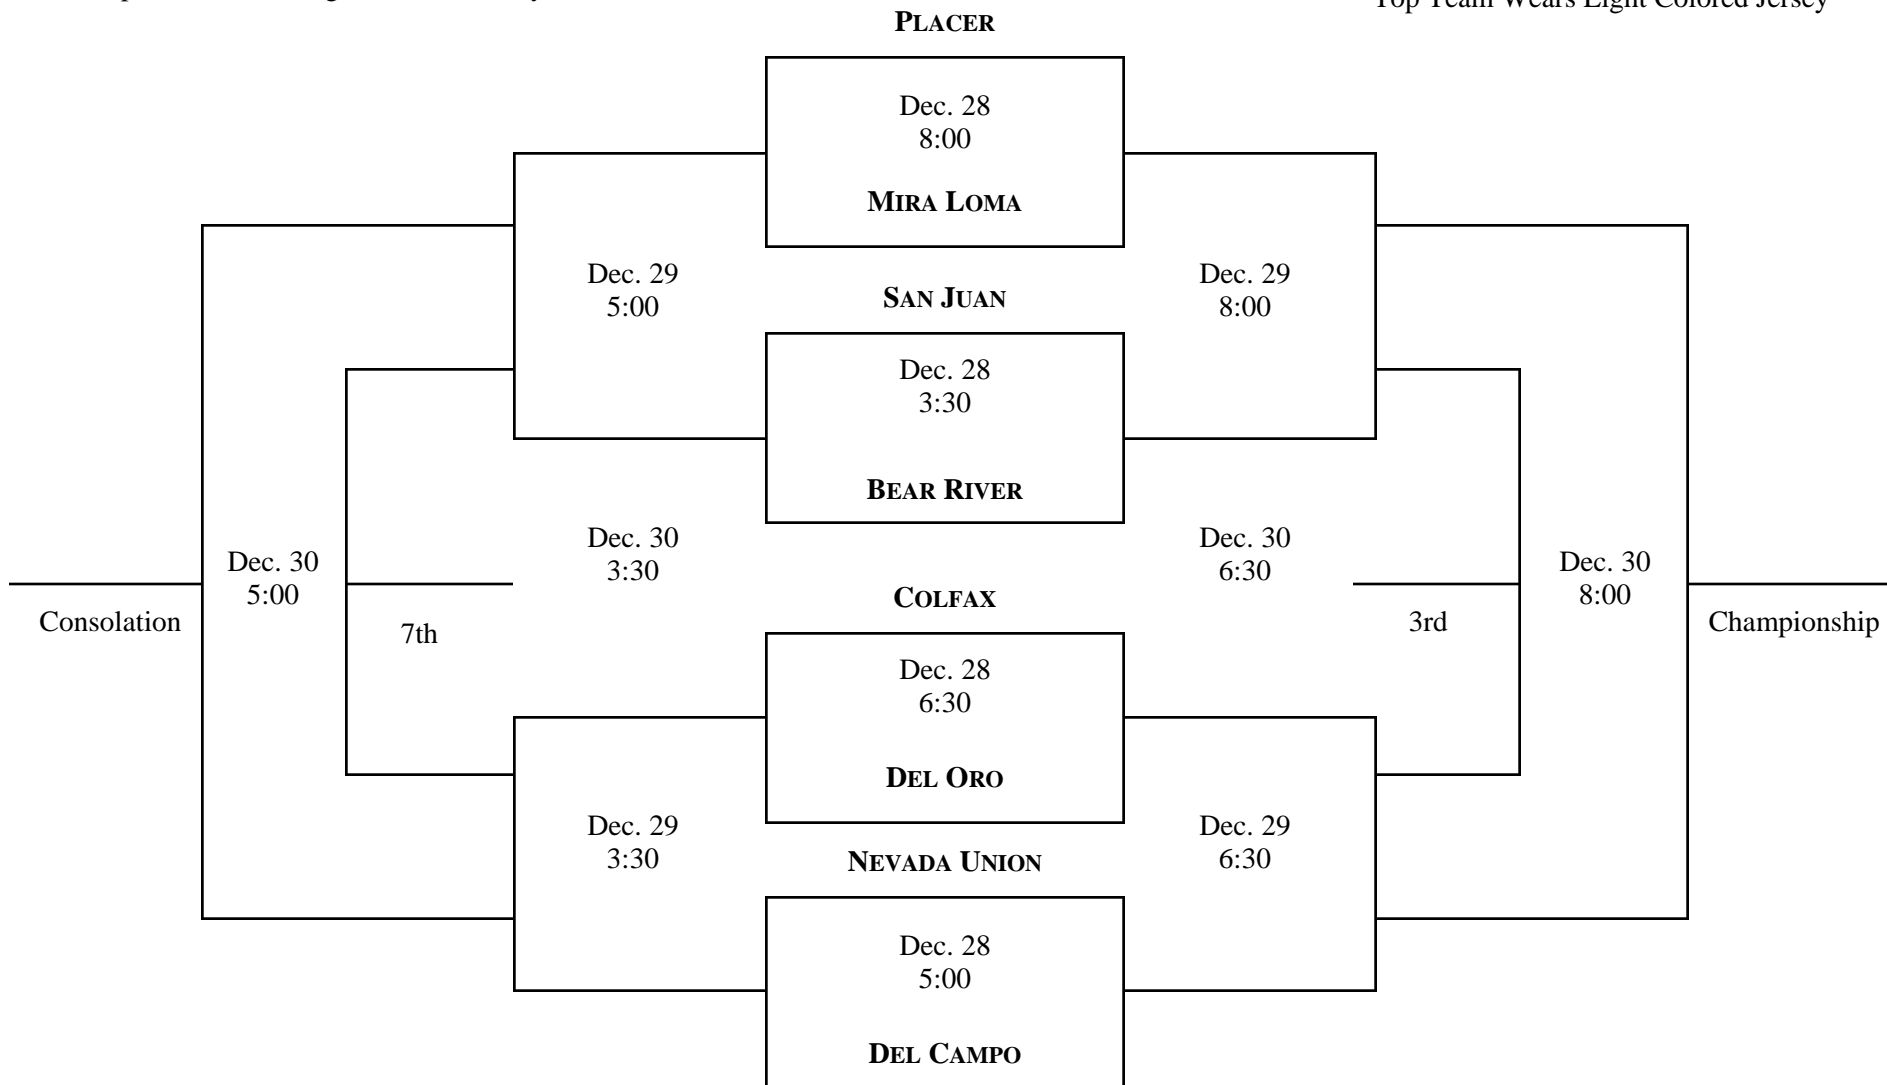 Top Team Wears Light Colored Jersey
PLACER
Dec. 28
8:00
MIRA LOMA
Dec. 29
5:00
SAN JUAN
Dec. 29
8:00
Dec. 28
3:30
BEAR RIVER
Dec. 30
3:30
Dec. 30
6:30
Dec. 30
5:00
Dec. 30
8:00
COLFAX
Consolation
7th
3rd
Championship
Dec. 28
6:30
DEL ORO
Dec. 29
3:30
Dec. 29
6:30
NEVADA UNION
Dec. 28
5:00
DEL CAMPO